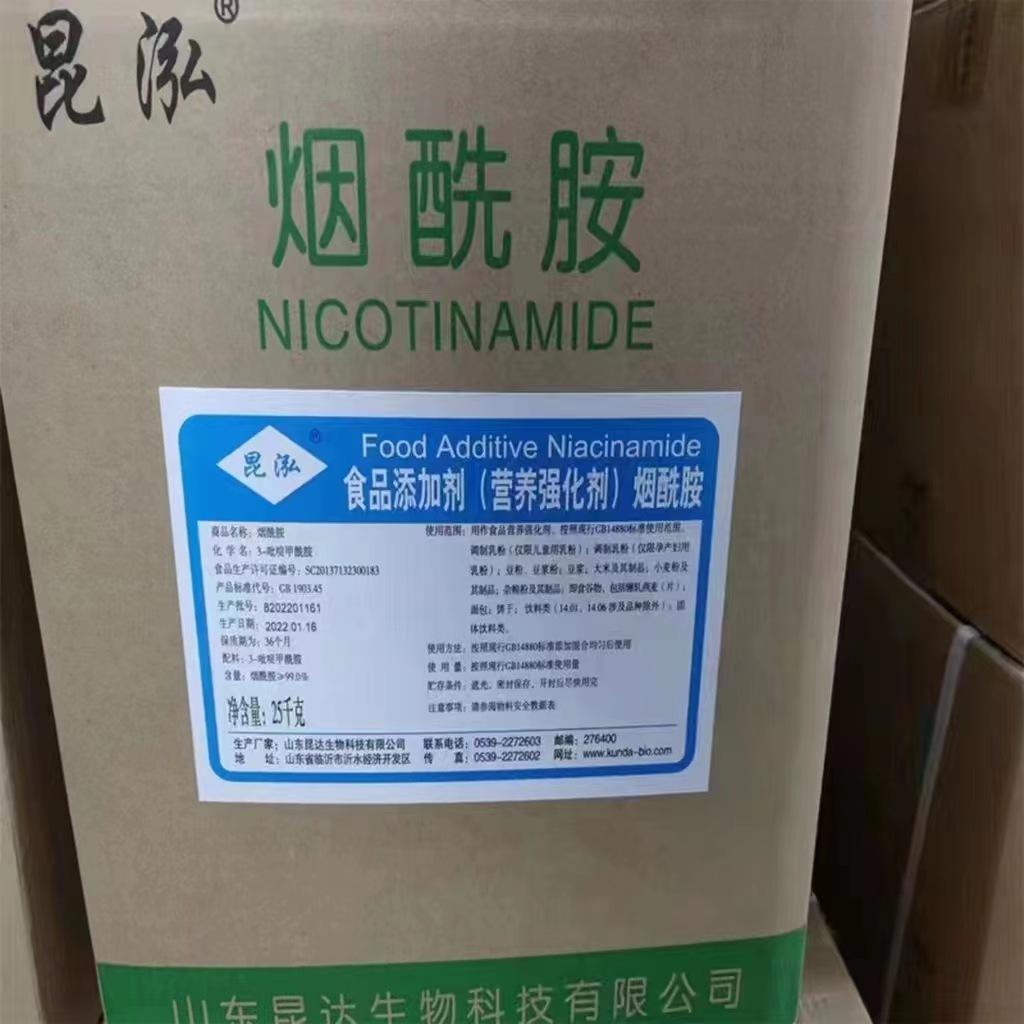 昆泓®
烟酰胺
NICOTINAMIDE
昆泓®
Food Additive Niacinamide
食品添加剂（营养强化剂）烟酰胺
商品名称：烟酰胺
化 学 名：3-吡啶甲酰胺
食品生产许可证编号：SC20137132300183
产品标准代号：GB 1903.45
生产批号：8202201161
生产日期：2022.01.16
保质期为：36个月
配料：3-吡啶甲酰胺
含量：烟酰胺≥99.0%
净含量：25千克
使用范围：用作食品营养强化剂。按照现行GB14880标准使用范围。
调制乳粉（仅限儿童用乳粉）；调制乳粉（仅限孕产妇用
乳粉）；豆粉、豆浆粉；豆浆；大米及其制品；小麦粉及
其制品；杂粮粉及其制品；即食谷物，包括辗轧燕麦（片）；
面包；饼干；饮料类（14.01、14.06 涉及品种除外）；固
体饮料类。
使用方法：按照现行GB14880标准添加混合均匀后使用
使 用 量：按照现行GB14880标准使用量
贮存条件：遮光、密封保存。开封后尽快用完
注意事项：请参阅物料安全数据表
生产厂家：山东昆达生物科技有限公司 联系电话：0539-2272603 邮编：276400
地 址：山东省临沂市沂水经济开发区 传 真：0539-2272602 网址：www.kunda-bio.com
山东昆达生物科技有限公司